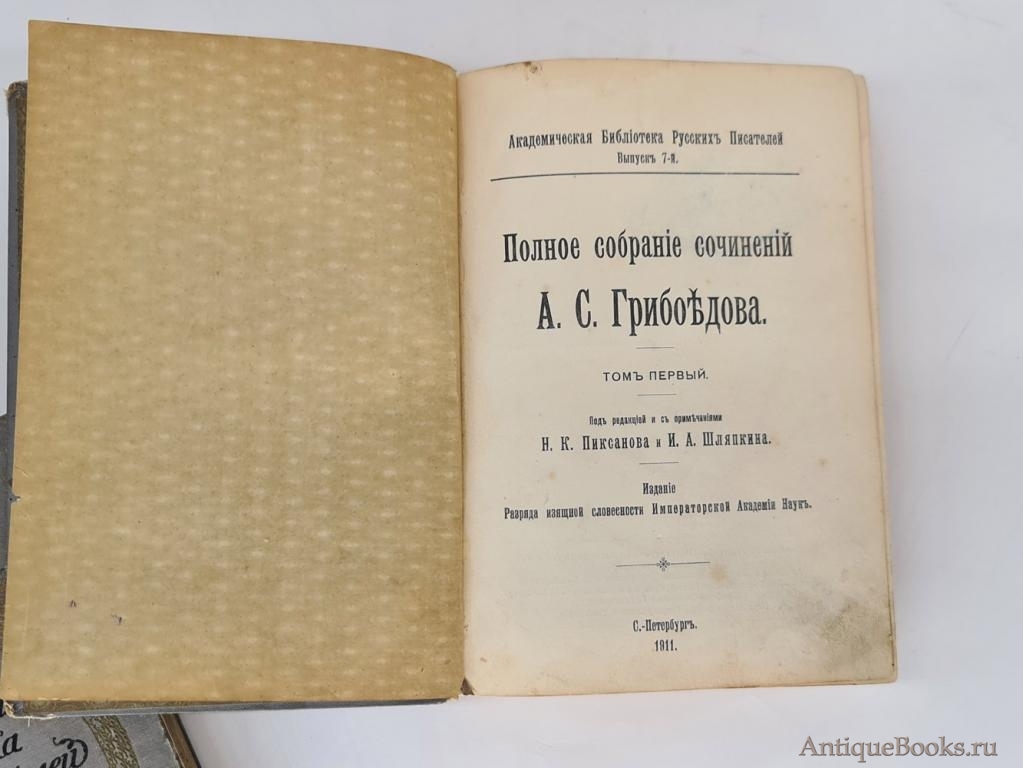 Академическая Библіотека Русскихъ Писателей
Выпускъ 7-й.
Полное собраніе сочиненій
А. С. Грибоѣдова.
ТОМЪ ПЕРВЫЙ.
Подъ редакціей и съ примѣчаніями
Н. К. Пиксанова и И. А. Шляпкина.
Изданіе
Разряда изящной словесности Императорской Академіи Наукъ.
С.-Петербургъ.
1911.
AntiqueBooks.ru